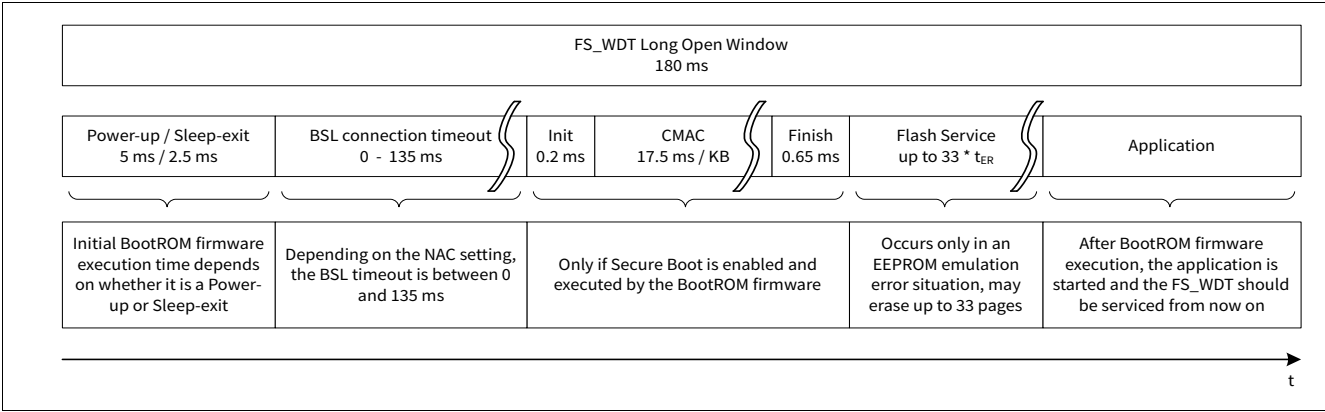 FS_WDT Long Open Window
180 ms
Power-up / Sleep-exit
5 ms / 2.5 ms
BSL connection timeout
0 - 135 ms
Init
0.2 ms
CMAC
17.5 ms / KB
Finish
0.65 ms
Flash Service
up to 33 * tER
Application
Initial BootROM firmware
execution time depends
on whether it is a Power-
up or Sleep-exit
Depending on the NAC setting,
the BSL timeout is between 0
and 135 ms
Only if Secure Boot is enabled and
executed by the BootROM firmware
Occurs only in an
EEPROM emulation
error situation, may
erase up to 33 pages
After BootROM firmware
execution, the application is
started and the FS_WDT should
be serviced from now on
t